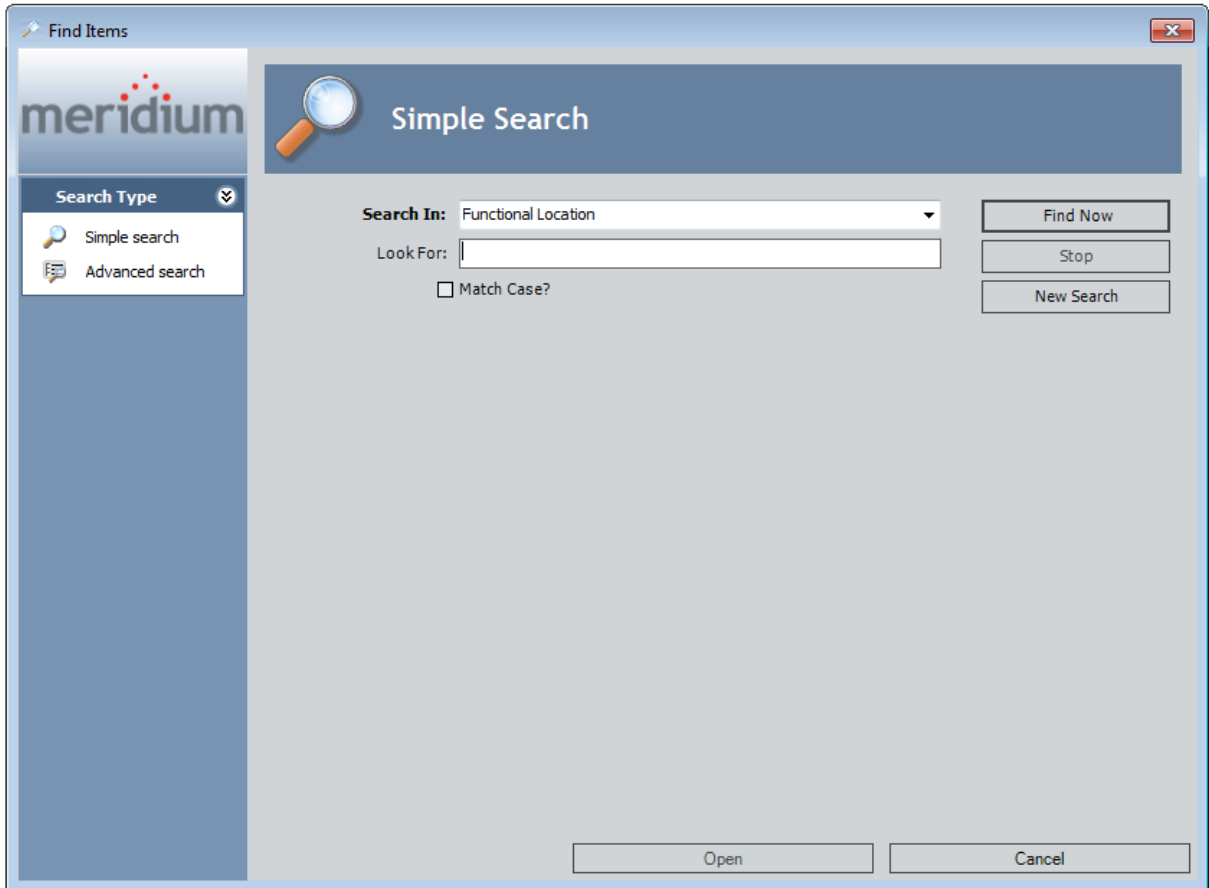 Find Items
meridium
Simple Search
Search Type
Simple search
Advanced search
Search In: Functional Location
Look For:
Match Case?
Find Now
Stop
New Search
Open
Cancel